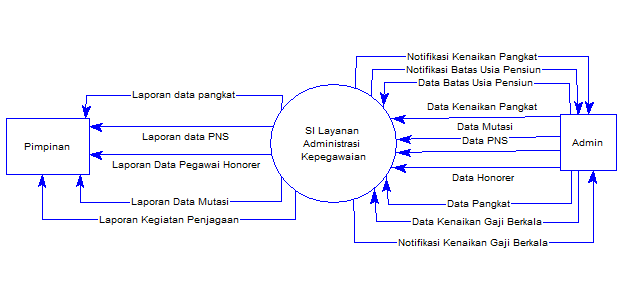 Notifikasi Kenaikan Pangkat
Notifikasi Batas Usia Pensiun
Data Batas Usia Pensiun
Laporan data pangkat
Data Kenaikan Pangkat
Data Mutasi
Laporan data PNS
Data PNS
Pimpinan
SI Layanan
Administrasi
Kepegawaian
Admin
Laporan Data Pegawai Honorer
Data Honorer
Laporan Data Mutasi
Data Pangkat
Laporan Kegiatan Penjagaan
Data Kenaikan Gaji Berkala
Notifikasi Kenaikan Gaji Berkala